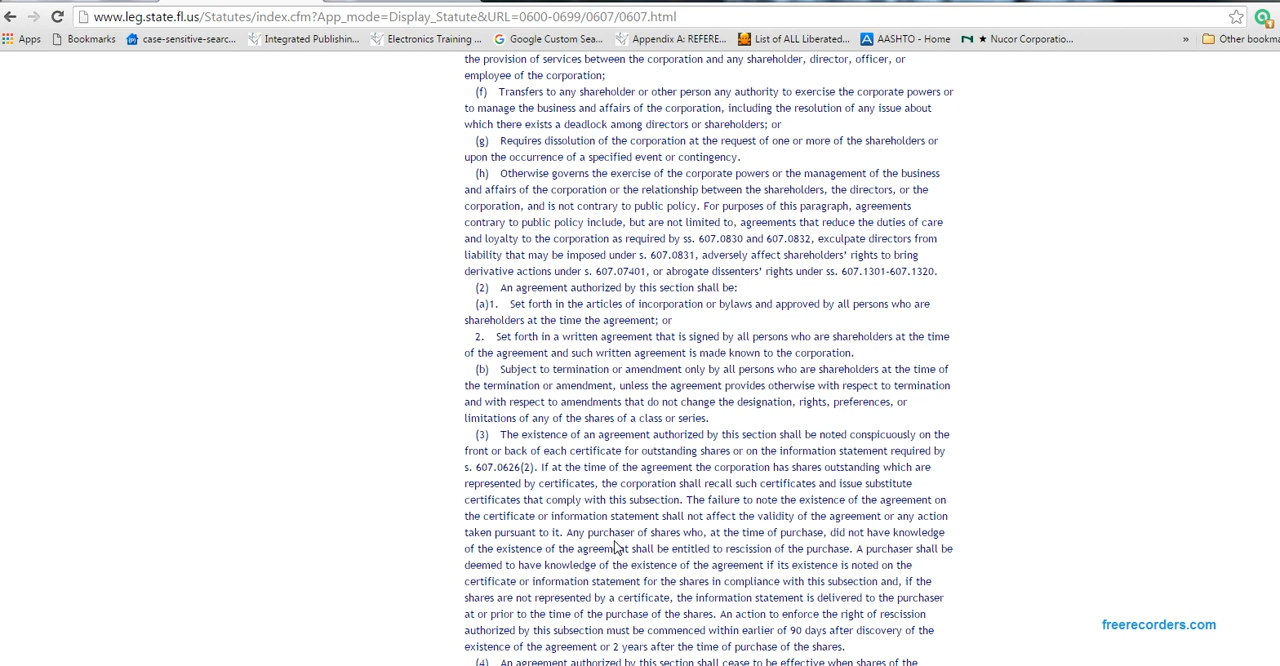 www.leg.state.fl.us/Statutes/index.cfm?App_mode=Display_Statute&URL=0600-0699/0607/0607.html
Apps Bookmarks case-sensitive-searc... Integrated Publishin... Electronics Training ... Google Custom Sea... Appendix A: REFERE... List of ALL Liberated... AASHTO - Home ★ Nucor Corporatio... » Other bookma
the provision of services between the corporation and any shareholder, director, officer, or
employee of the corporation;
(f) Transfers to any shareholder or other person any authority to exercise the corporate powers or
to manage the business and affairs of the corporation, including the resolution of any issue about
which there exists a deadlock among directors or shareholders; or
(g) Requires dissolution of the corporation at the request of one or more of the shareholders or
upon the occurrence of a specified event or contingency.
(h) Otherwise governs the exercise of the corporate powers or the management of the business
and affairs of the corporation or the relationship between the shareholders, the directors, or the
corporation, and is not contrary to public policy. For purposes of this paragraph, agreements
contrary to public policy include, but are not limited to, agreements that reduce the duties of care
and loyalty to the corporation as required by ss. 607.0830 and 607.0832, exculpate directors from
liability that may be imposed under s. 607.0831, adversely affect shareholders' rights to bring
derivative actions under s. 607.07401, or abrogate dissenters' rights under ss. 607.1301-607.1320.
(2) An agreement authorized by this section shall be:
(a)1. Set forth in the articles of incorporation or bylaws and approved by all persons who are
shareholders at the time the agreement; or
2. Set forth in a written agreement that is signed by all persons who are shareholders at the time
of the agreement and such written agreement is made known to the corporation.
(b) Subject to termination or amendment only by all persons who are shareholders at the time of
the termination or amendment, unless the agreement provides otherwise with respect to termination
and with respect to amendments that do not change the designation, rights, preferences, or
limitations of any of the shares of a class or series.
(3) The existence of an agreement authorized by this section shall be noted conspicuously on the
front or back of each certificate for outstanding shares or on the information statement required by
s. 607.0626(2). If at the time of the agreement the corporation has shares outstanding which are
represented by certificates, the corporation shall recall such certificates and issue substitute
certificates that comply with this subsection. The failure to note the existence of the agreement on
the certificate or information statement shall not affect the validity of the agreement or any action
taken pursuant to it. Any purchaser of shares who, at the time of purchase, did not have knowledge
of the existence of the agreement shall be entitled to rescission of the purchase. A purchaser shall be
deemed to have knowledge of the existence of the agreement if its existence is noted on the
certificate or information statement for the shares in compliance with this subsection and, if the
shares are not represented by a certificate, the information statement is delivered to the purchaser
at or prior to the time of the purchase of the shares. An action to enforce the right of rescission
authorized by this subsection must be commenced within earlier of 90 days after discovery of the
existence of the agreement or 2 years after the time of purchase of the shares.
(4) An agreement authorized by this section shall cease to be effective when shares of the
freerecorders.com